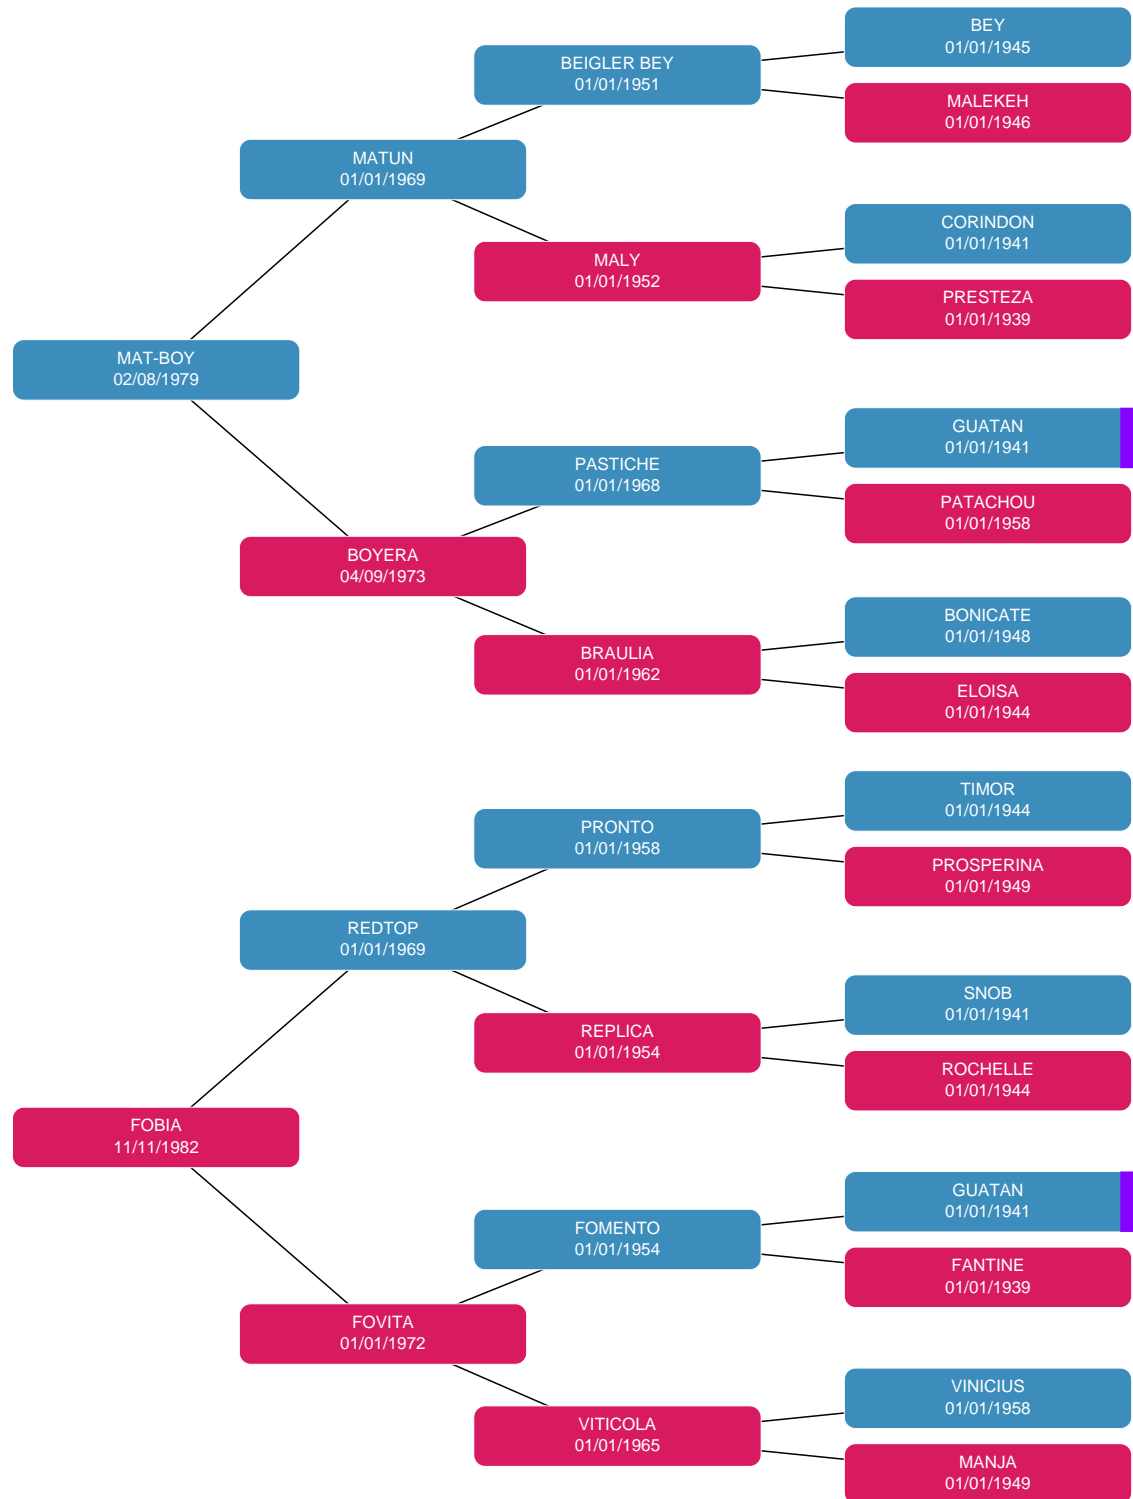 BEY
01/01/1945
BEIGLER BEY
01/01/1951
MALEKEH
01/01/1946
MATUN
01/01/1969
CORINDON
01/01/1941
MALY
01/01/1952
PRESTEZA
01/01/1939
MAT-BOY
02/08/1979
GUATAN
01/01/1941
PASTICHE
01/01/1968
PATACHOU
01/01/1958
BOYERA
04/09/1973
BONICATE
01/01/1948
BRAULIA
01/01/1962
ELOISA
01/01/1944
TIMOR
01/01/1944
PRONTO
01/01/1958
PROSPERINA
01/01/1949
REDTOP
01/01/1969
SNOB
01/01/1941
REPLICA
01/01/1954
ROCHELLE
01/01/1944
FOBIA
11/11/1982
GUATAN
01/01/1941
FOMENTO
01/01/1954
FANTINE
01/01/1939
FOVITA
01/01/1972
VINICIUS
01/01/1958
VITICOLA
01/01/1965
MANJA
01/01/1949